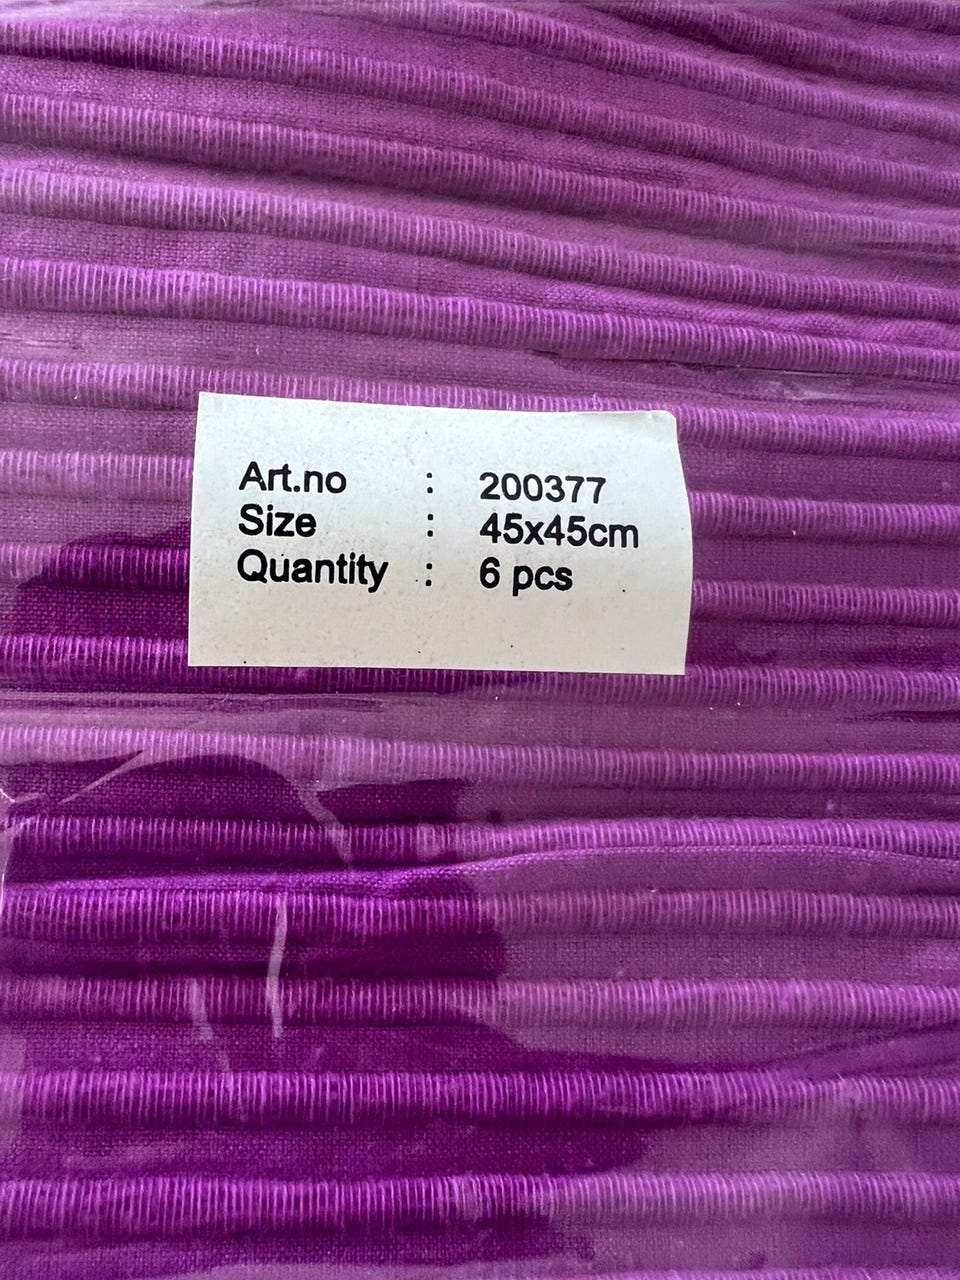 Art.no : 200377
Size : 45x45cm
Quantity : 6 pcs